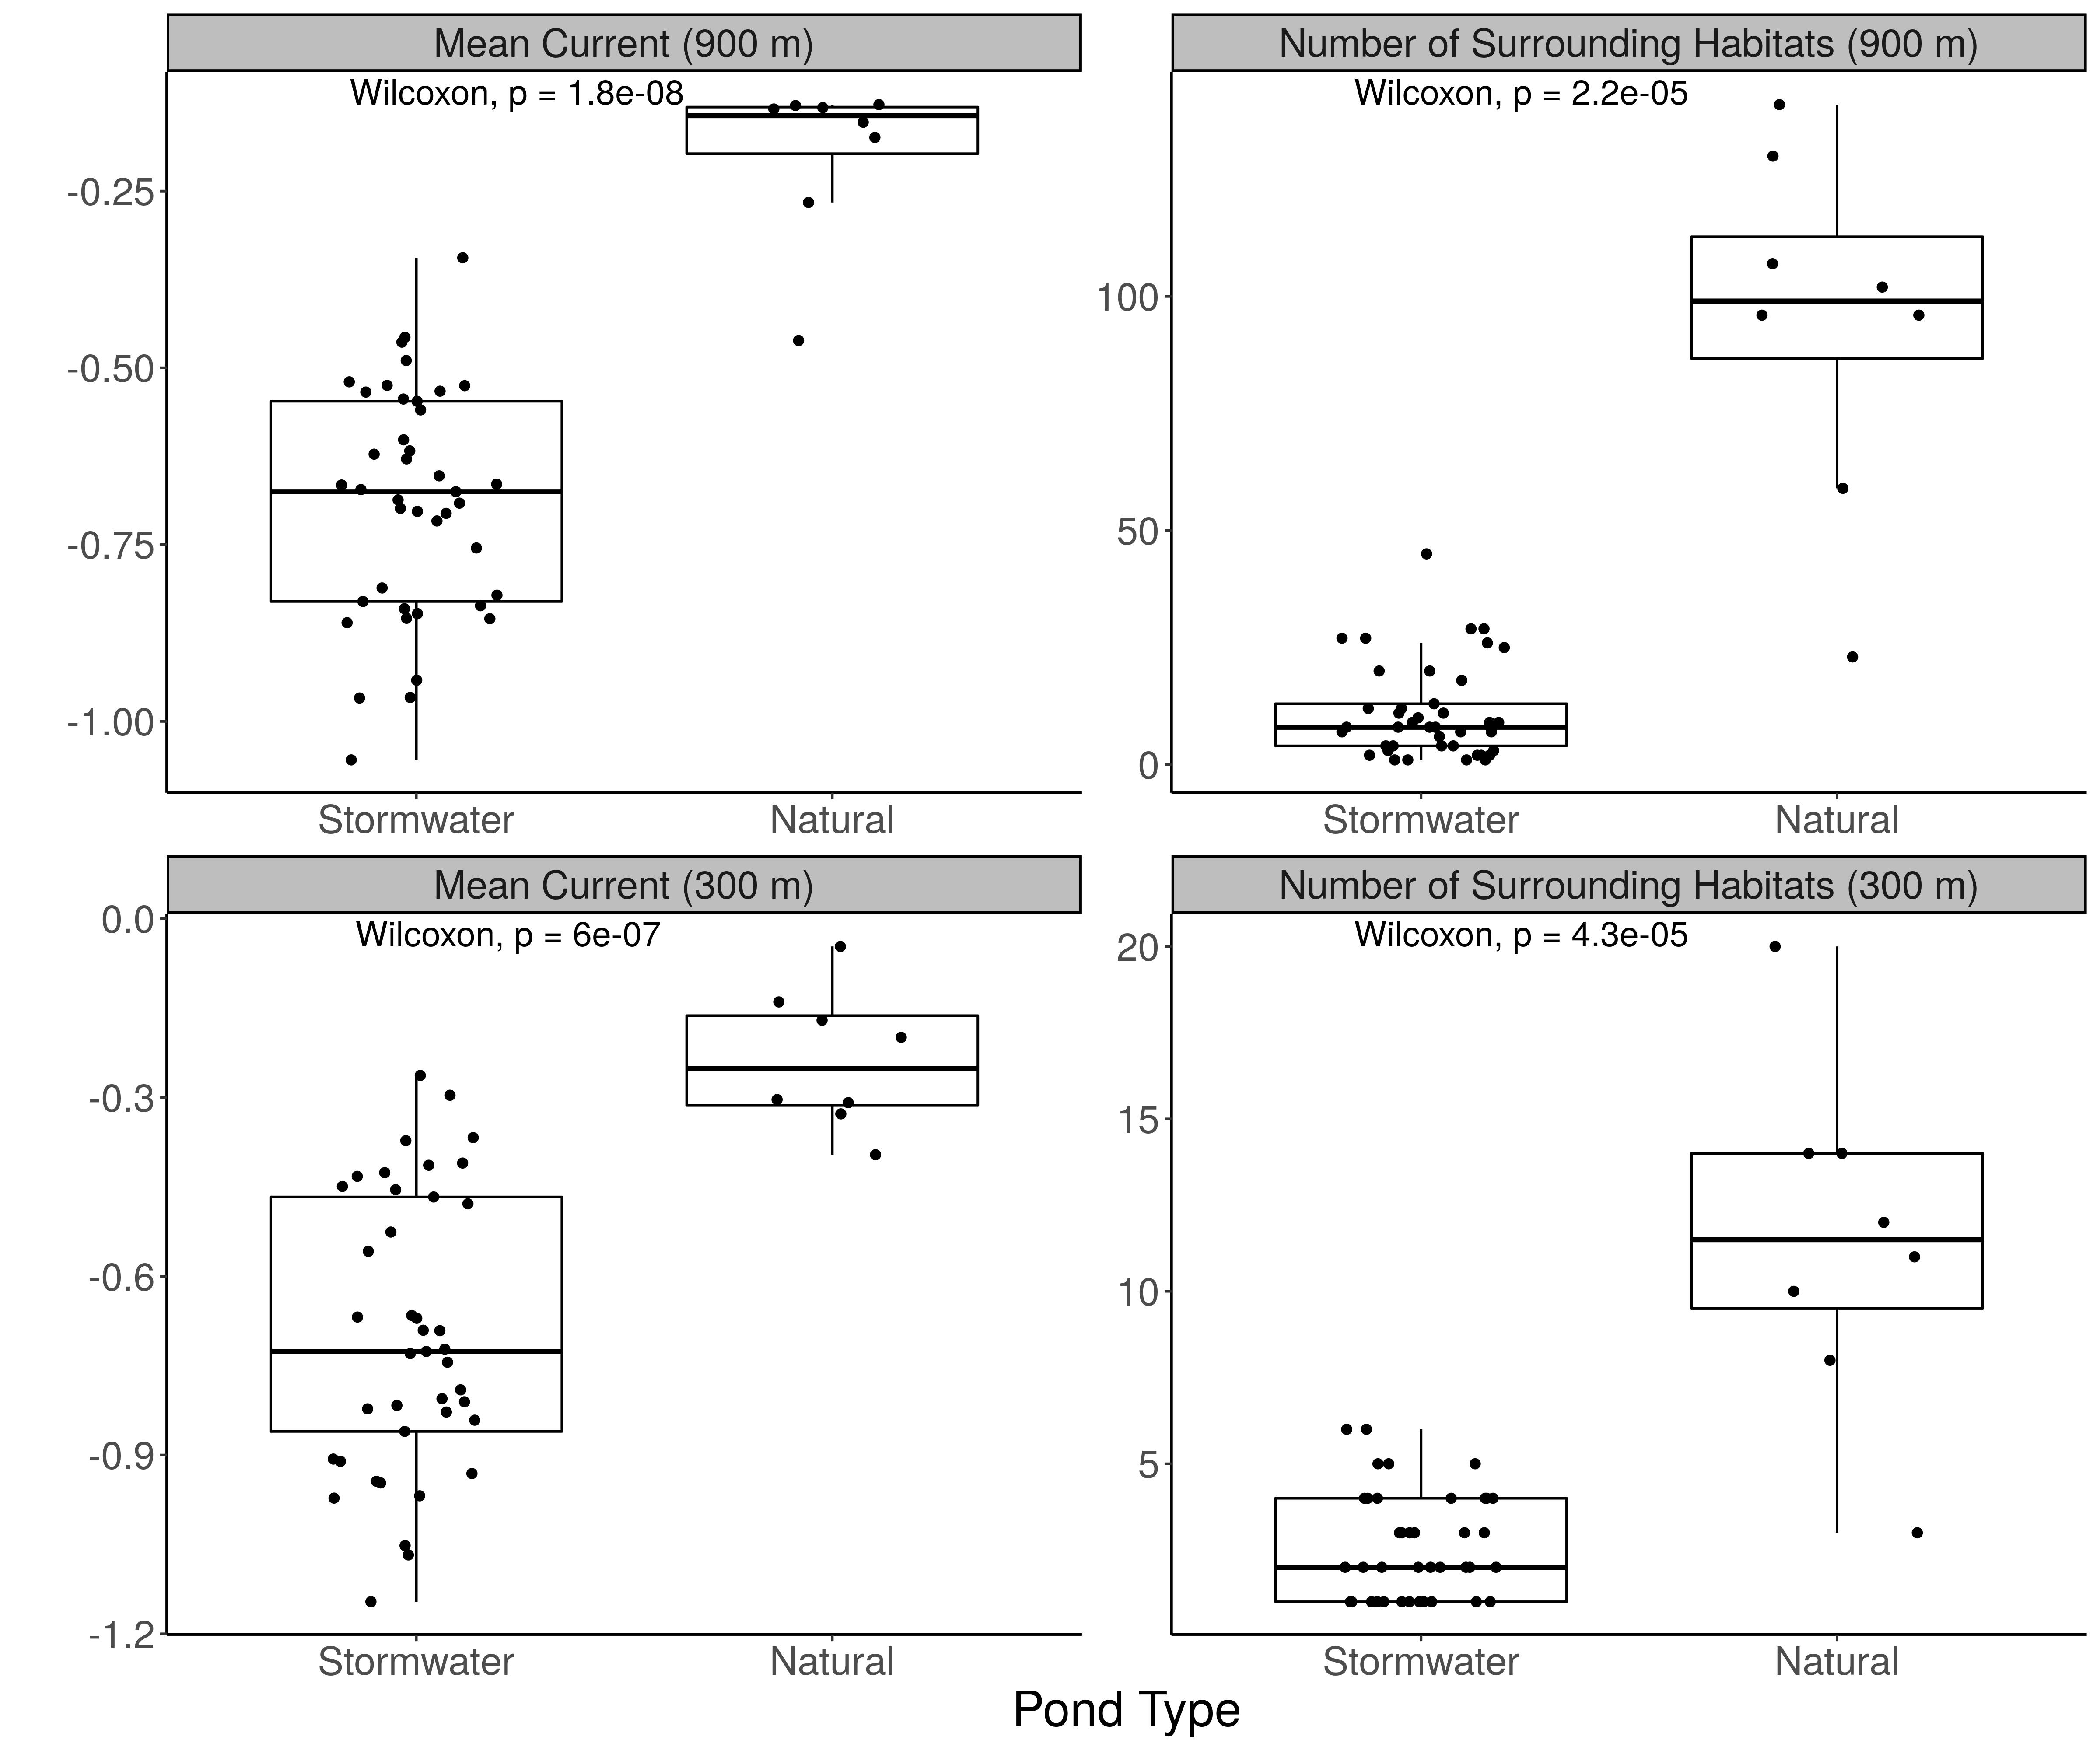 Mean Current (900 m)
Wilcoxon, p = 1.8e-08
-0.25
-0.50
-0.75
-1.00
Stormwater Natural
Number of Surrounding Habitats (900 m)
Wilcoxon, p = 2.2e-05
100
50
0
Stormwater Natural
Mean Current (300 m)
0.0
Wilcoxon, p = 6e-07
-0.3
-0.6
-0.9
-1.2
Stormwater Natural
Number of Surrounding Habitats (300 m)
Wilcoxon, p = 4.3e-05
20
15
10
5
Stormwater Natural
Pond Type